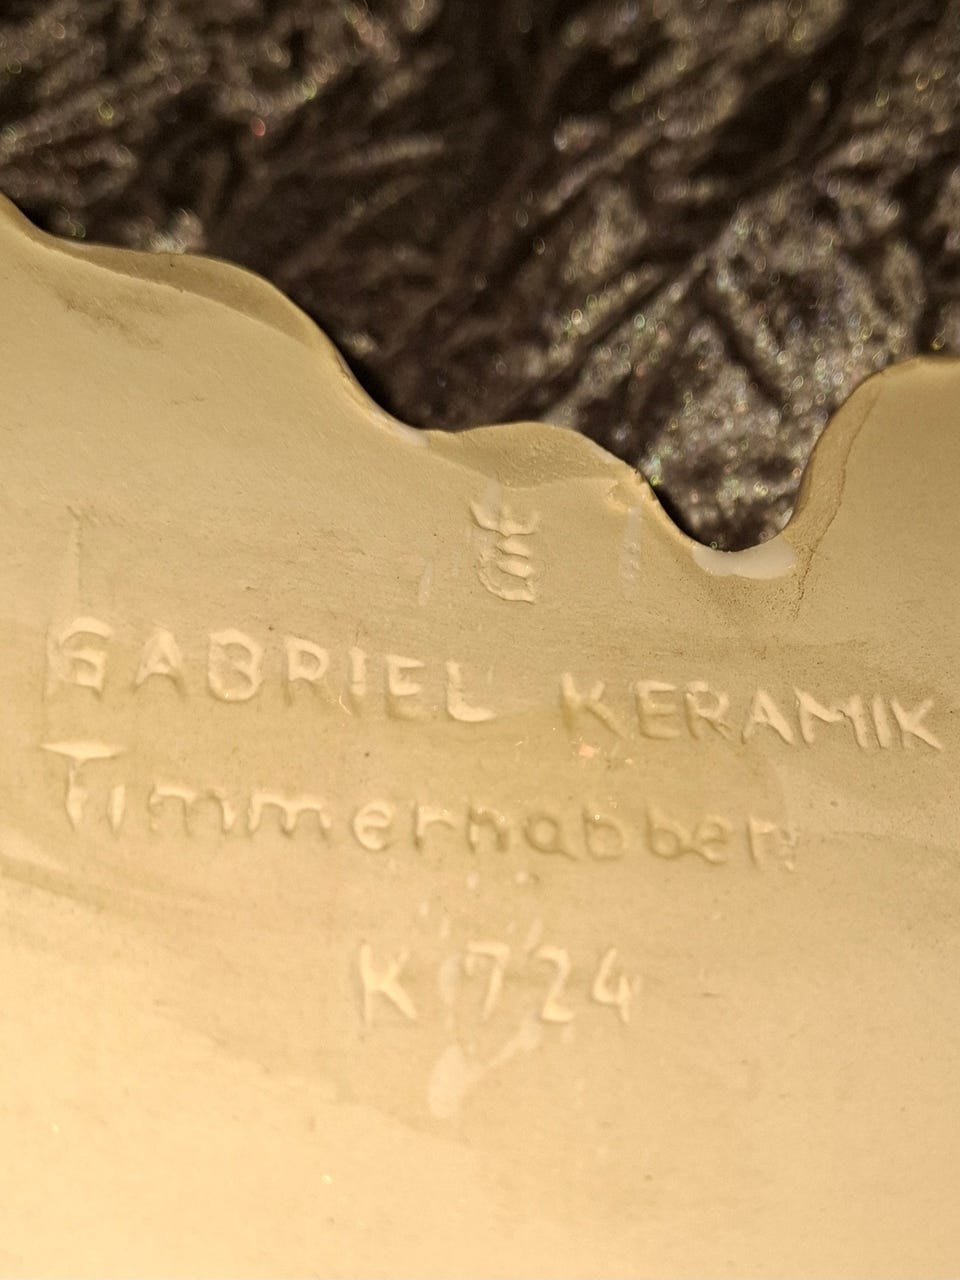 GABRIEL KERAMIK
Timmernabben
K 724